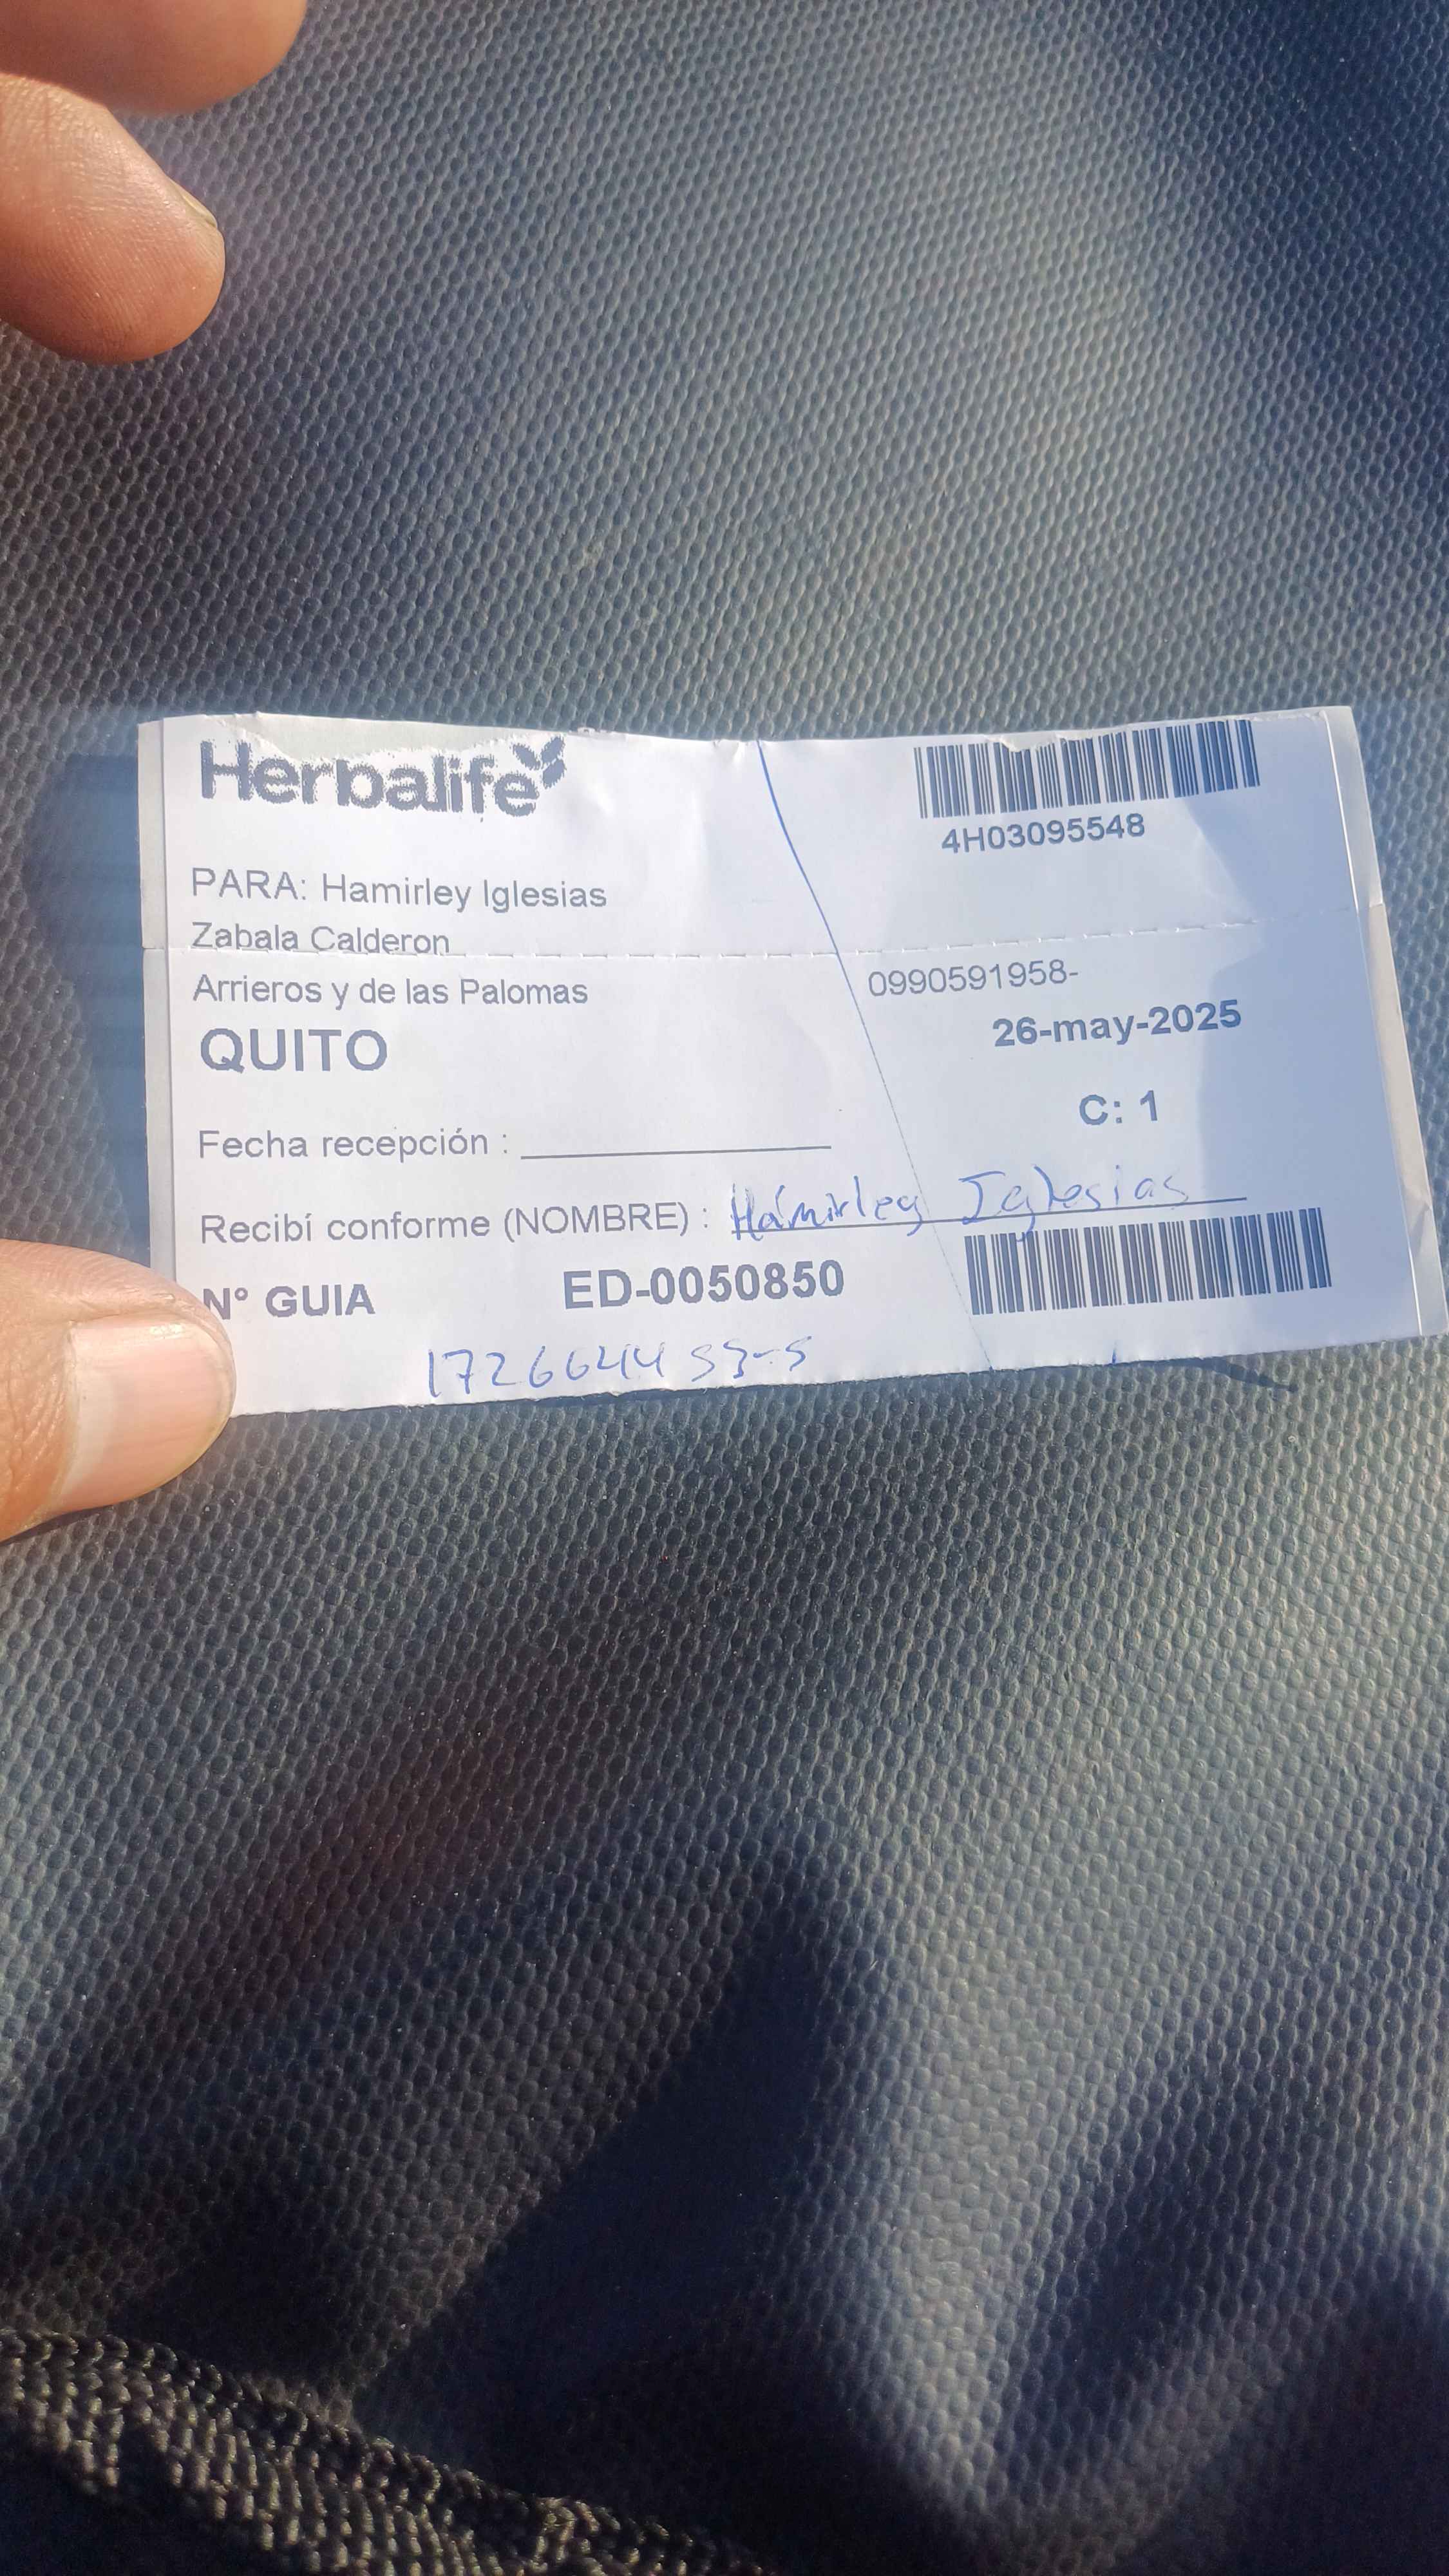 Herbalife
4H03095548
PARA: Hamirley Iglesias
Zabala Calderon
Arrieros y de las Palomas
0990591958-
QUITO
26-may-2025
C: 1
Fecha recepción :
Recibí conforme (NOMBRE) : Hamirley Iglesias
N° GUIA ED-0050850